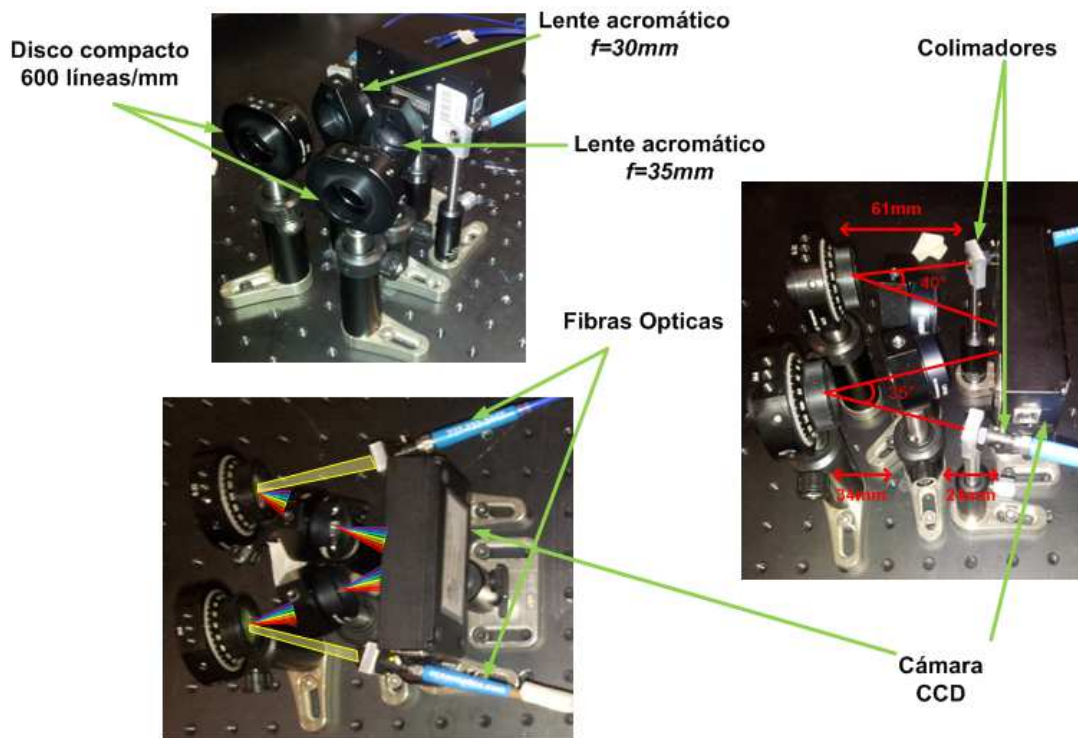 Disco compacto
600 líneas/mm
Lente acromático
f=30mm
Lente acromático
f=35mm
Colimadores
Fibras Opticas
61mm
40°
35°
34mm
24mm
Cámara
CCD